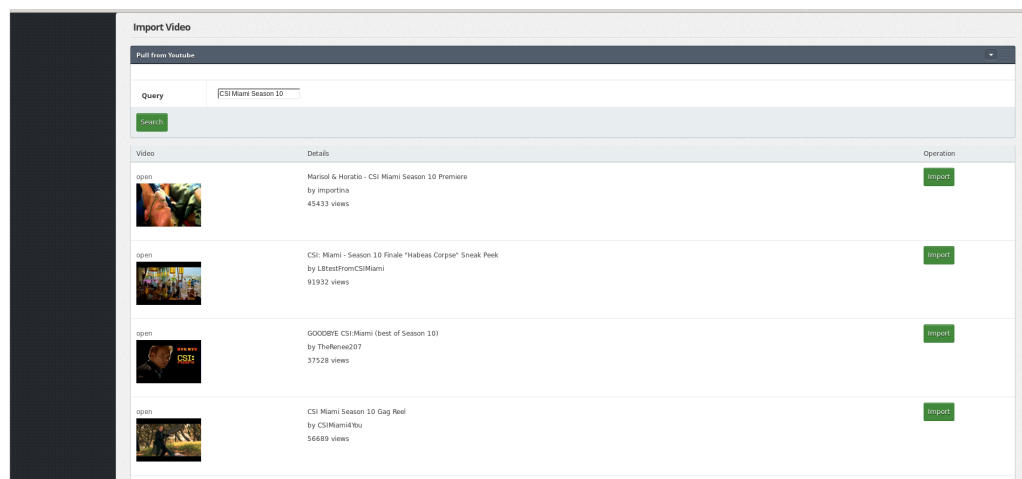 Import Video
Pull from Youtube
Query CSI Miami Season 10
Search
Video Details Operation
open Marisol & Horatio - CSI Miami Season 10 Premiere Import
by importina
45433 views
open CSI: Miami - Season 10 Finale "Habeas Corpse" Sneak Peek Import
by L8testFromCSIMiami
91932 views
open GOODBYE CSI:Miami (best of Season 10) Import
by TheRenee207
CSI:
37528 views
open CSI Miami Season 10 Gag Reel Import
by CSIMiami4You
56689 views